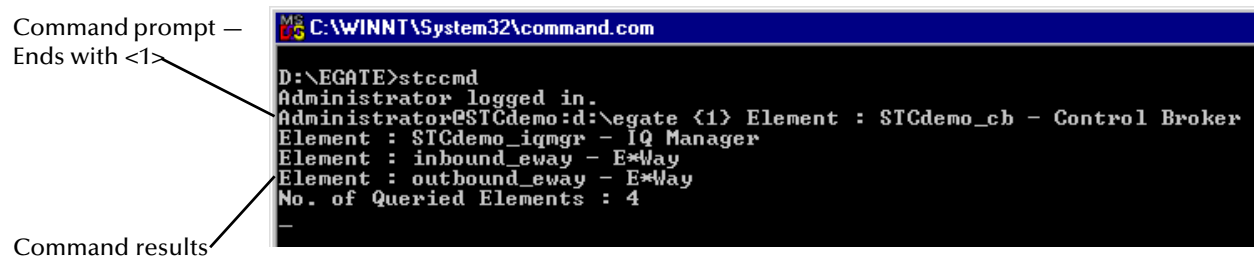 Command prompt —
Ends with <1>
C:\WINNT\System32\command.com
D:\EGATE>stccmd
Administrator logged in.
Administrator@STCdemo:d:\egate {1} Element : STCdemo_cb - Control Broker
Element : STCdemo_iqmgr - IQ Manager
Element : inbound_eway - E*Way
Element : outbound_eway - E*Way
No. of Queried Elements : 4
_
Command results